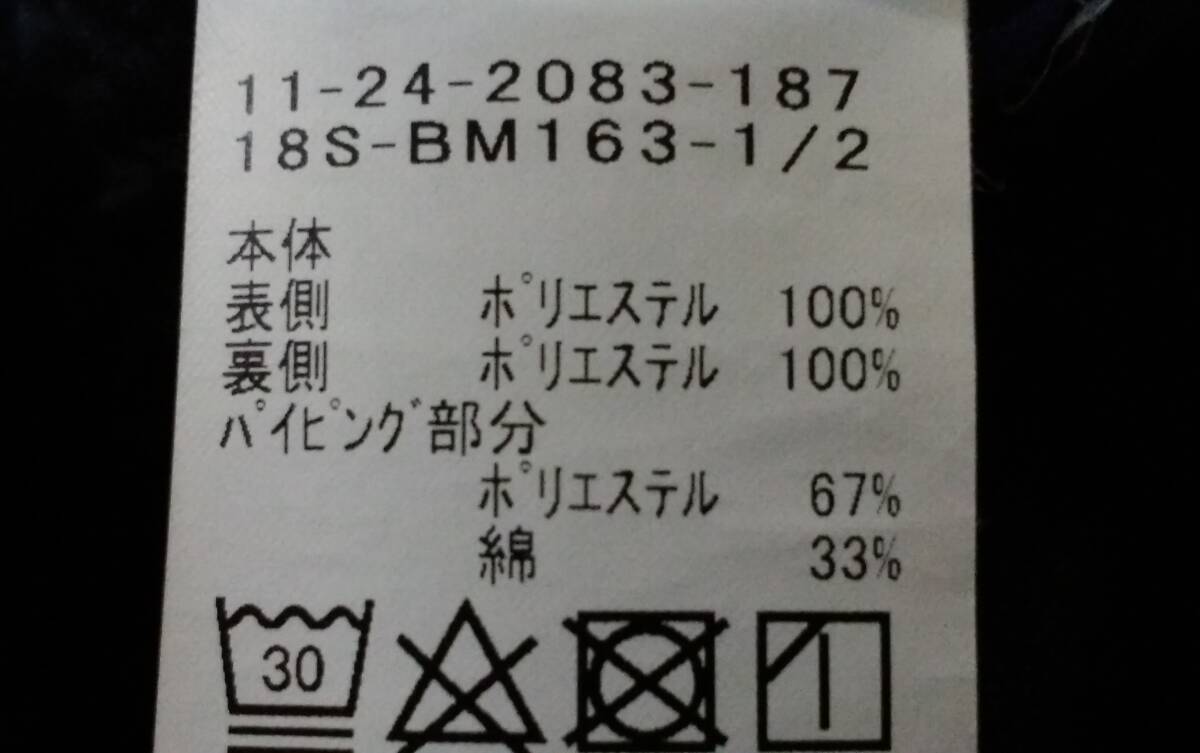 11-24-2083-187
18S-BM163-1/2
本体
表側 ﾎﾟﾘｴｽﾃﾙ 100%
裏側 ﾎﾟﾘｴｽﾃﾙ 100%
ﾊﾟｲﾋﾟﾝｸﾞ部分
ﾎﾟﾘｴｽﾃﾙ 67%
綿 33%
30